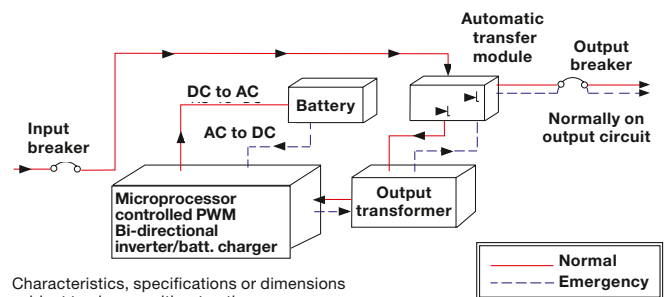 Automatic
transfer
module
Output
breaker
DC to AC
Battery
AC to DC
Input
breaker
Normally on
output circuit
Microprocessor
controlled PWM
Bi-directional
inverter/batt. charger
Output
transformer
Normal
Emergency
Characteristics, specifications or dimensions